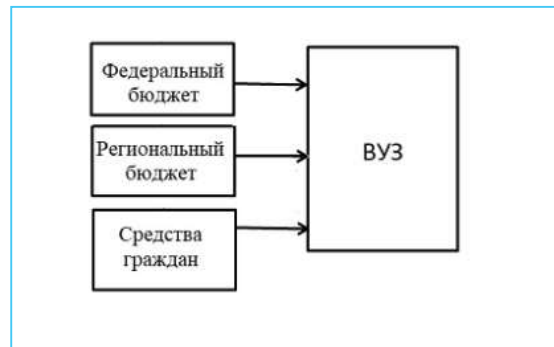 Федеральный
бюджет
Региональный
бюджет
Средства
граждан
ВУЗ